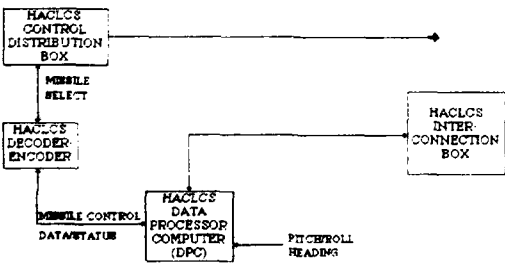 HACLCS
CONTROL
DISTRIBUTION
BOX
MISSILE
SELECT
HACLCS
DECODER-
ENCODER
HACLCS
INTER-
CONNECTION
BOX
MISSILE CONTROL
DATA/STATUS
HACLCS
DATA
PROCESSOR
COMPUTER
(DPC)
PITCH/ROLL
HEADING